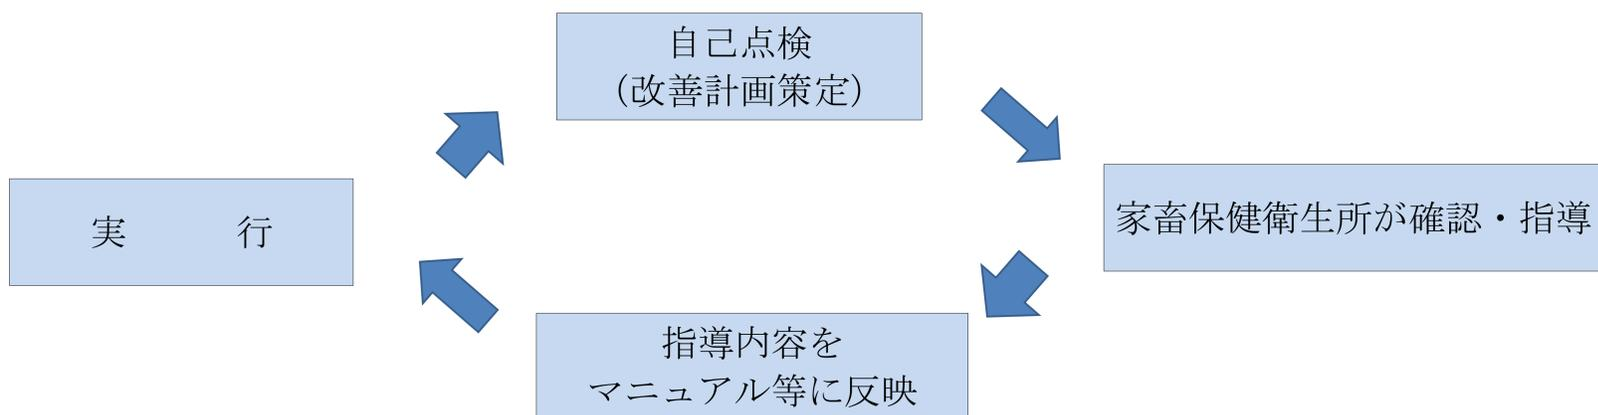 自己点検
（改善計画策定）
家畜保健衛生所が確認・指導
実　　　行
指導内容を
マニュアル等に反映